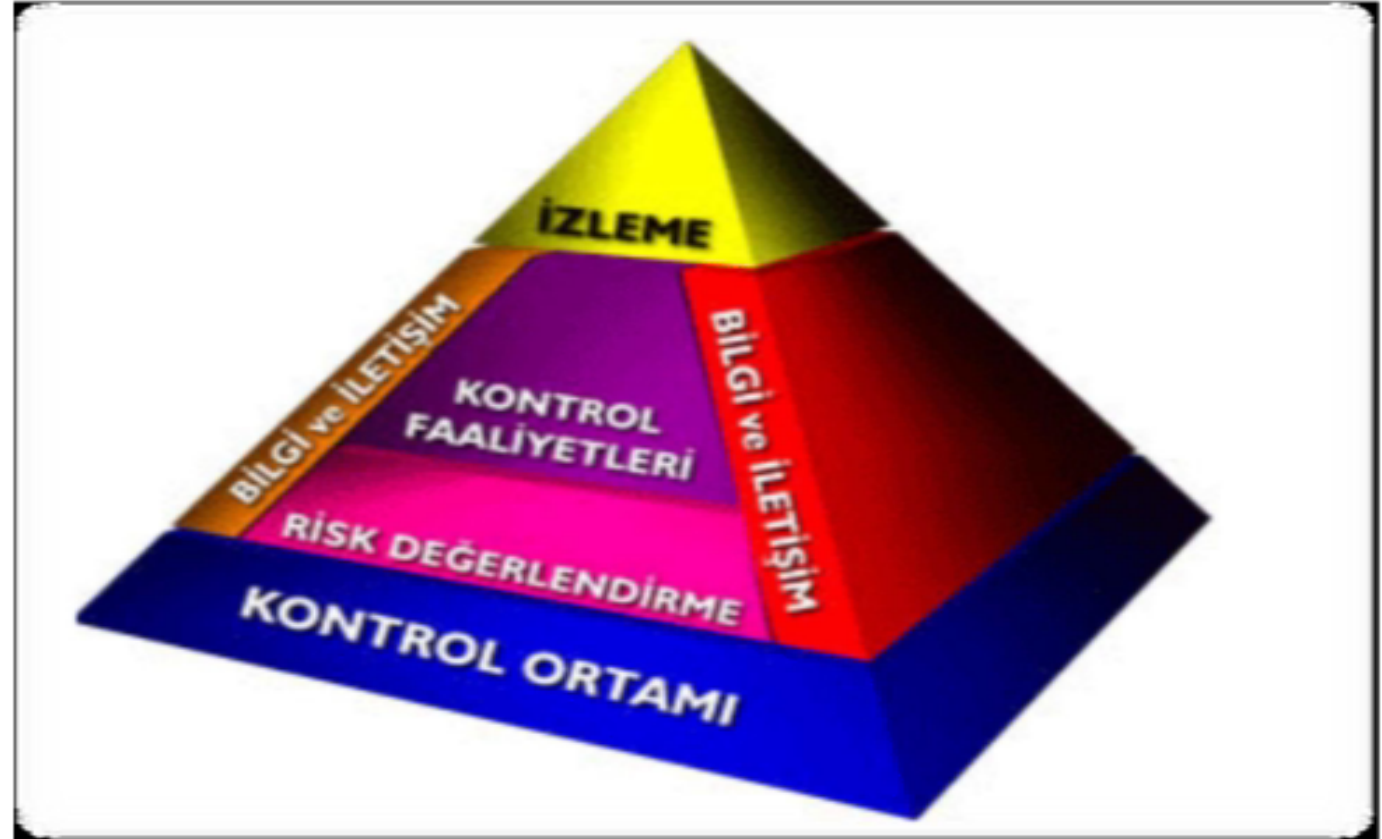 İZLEME
BİLGİ ve İLETİŞİM
KONTROL
FAALİYETLERİ
BİLGİ ve İLETİŞİM
RİSK DEĞERLENDİRME
KONTROL ORTAMI